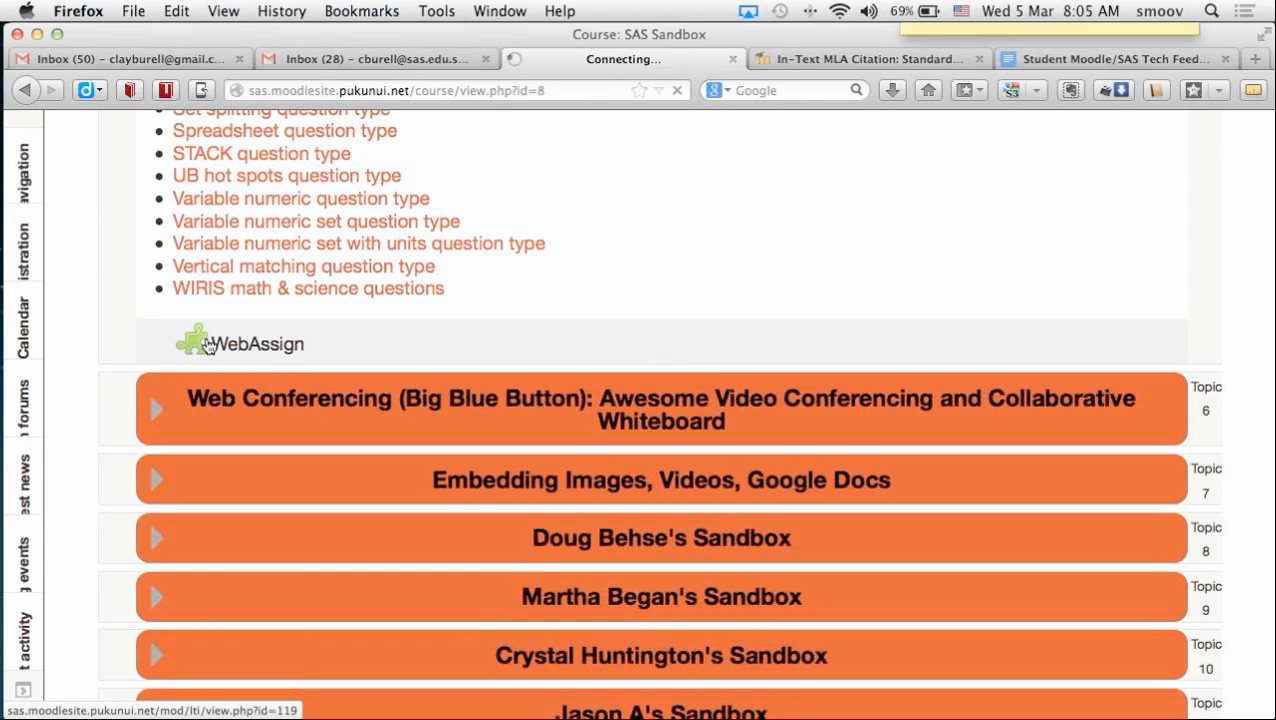 Firefox File Edit View History Bookmarks Tools Window Help 69% Wed 5 Mar 8:05 AM smoov
Course: SAS Sandbox
Inbox (50) – clayburell@gmail.c... Inbox (28) – cburell@sas.edu.s... Connecting... In-Text MLA Citation: Standard... Student Moodle/SAS Tech Feed...
sas.moodlesite.pukunui.net/course/view.php?id=8 Google
Set splitting question type
Spreadsheet question type
STACK question type
UB hot spots question type
Variable numeric question type
Variable numeric set question type
Variable numeric set with units question type
Vertical matching question type
WIRIS math & science questions
WebAssign
Web Conferencing (Big Blue Button): Awesome Video Conferencing and Collaborative
Whiteboard
Topic
6
Embedding Images, Videos, Google Docs
Topic
7
Doug Behse's Sandbox
Topic
8
Martha Began's Sandbox
Topic
9
Crystal Huntington's Sandbox
Topic
10
Jason A's Sandbox
Topic
avigation
istration
Calendar
forums
est news
g events
t activity
sas.moodlesite.pukunui.net/mod/lti/view.php?id=119